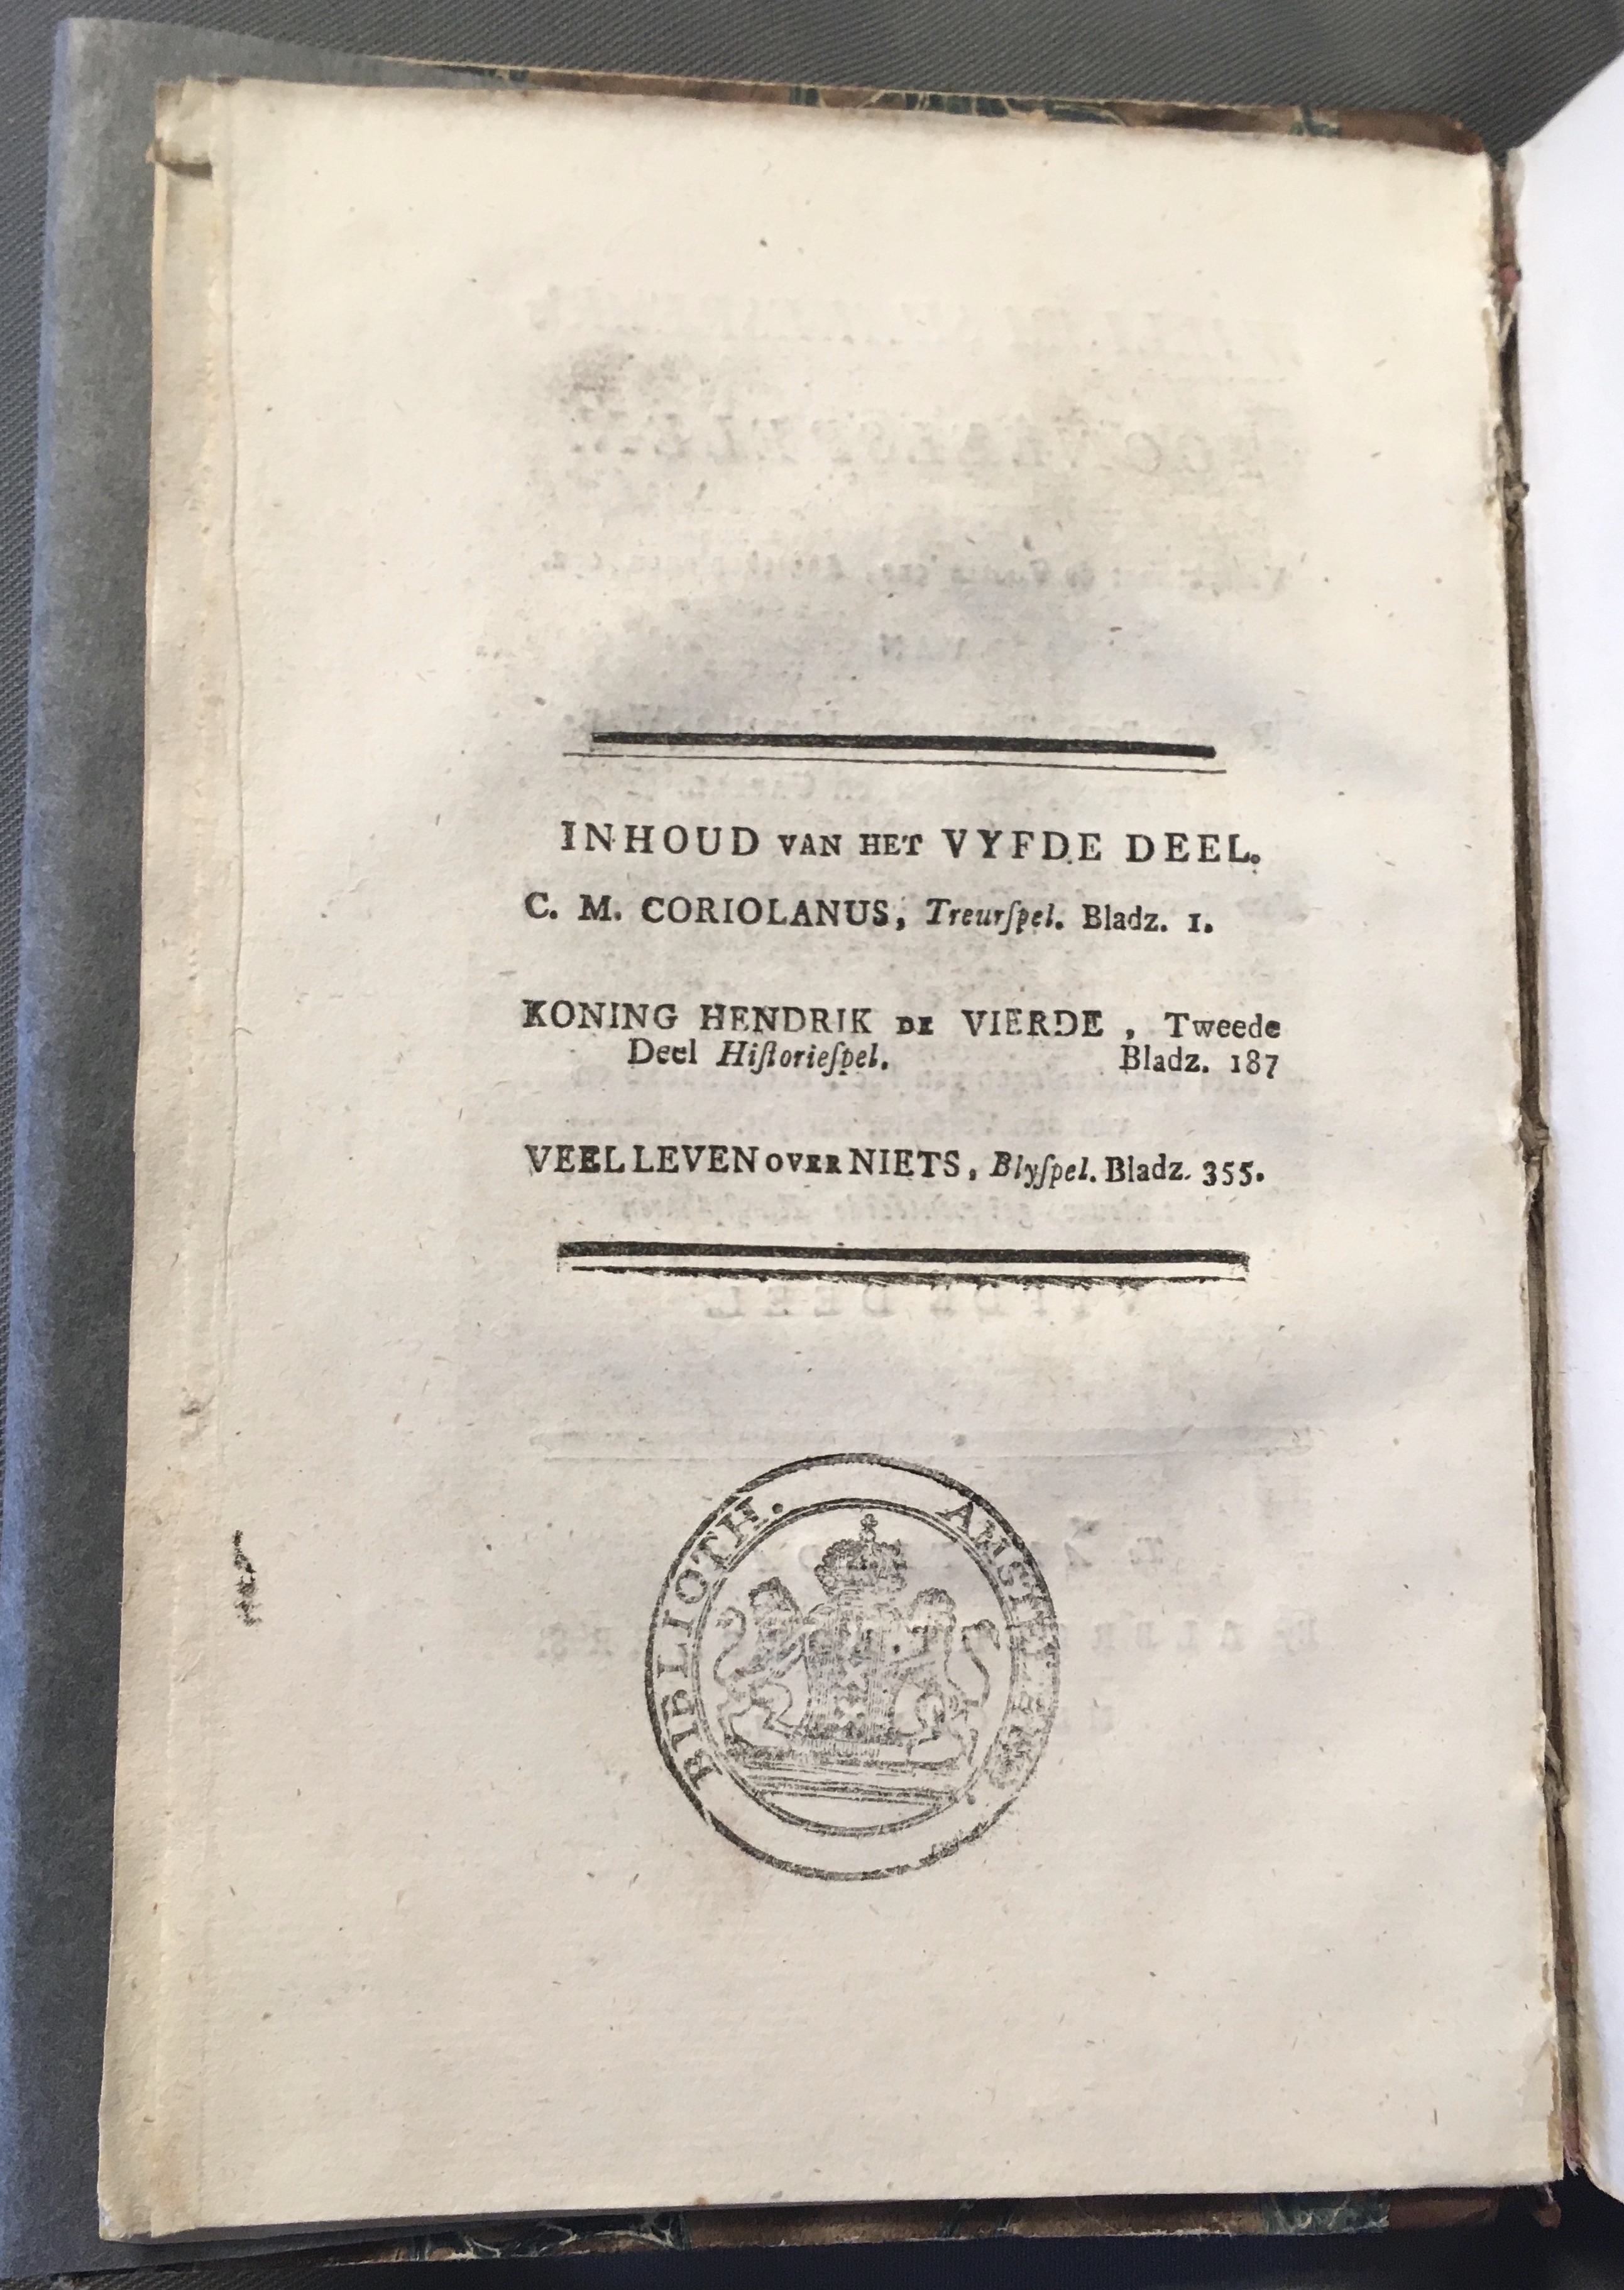 INHOUD VAN HET VYFDE DEEL.
C. M. CORIOLANUS, Treurſpel. Bladz. 1.
KONING HENDRIK DE VIERDE, Tweede
Deel Hiſtorieſpel. Bladz. 187
VEEL LEVEN OVER NIETS, Blyſpel. Bladz. 355.
BIBLIOTH. AMSTELD.